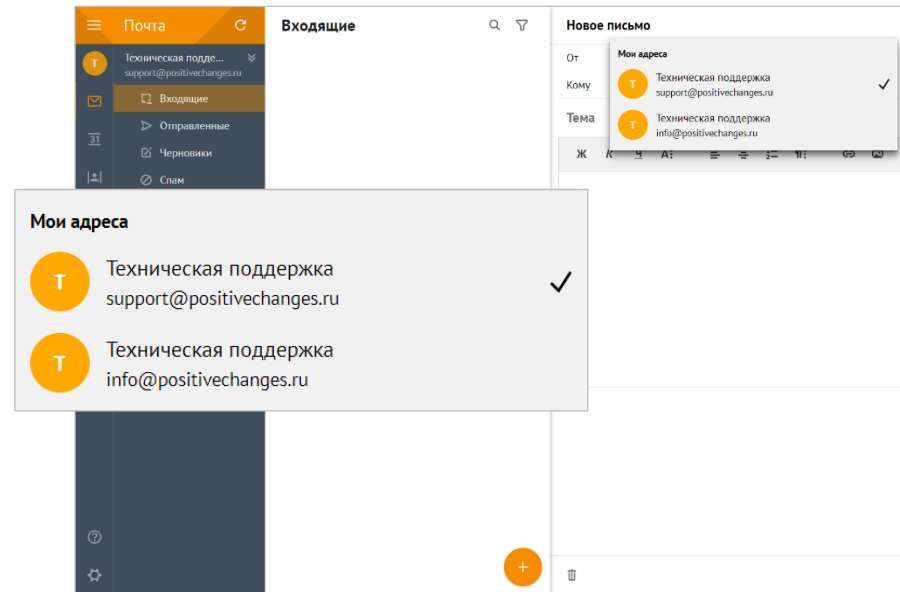 Почта
Техническая подде...
support@positivechanges.ru
31
Входящие
Отправленные
Черновики
Спам
Входящие
Новое письмо
От
Кому
Тема
Мои адреса
Т
Техническая поддержка
support@positivechanges.ru
Т
Техническая поддержка
info@positivechanges.ru
Ж К Ч А
Мои адреса
Т
Техническая поддержка
support@positivechanges.ru
Т
Техническая поддержка
info@positivechanges.ru